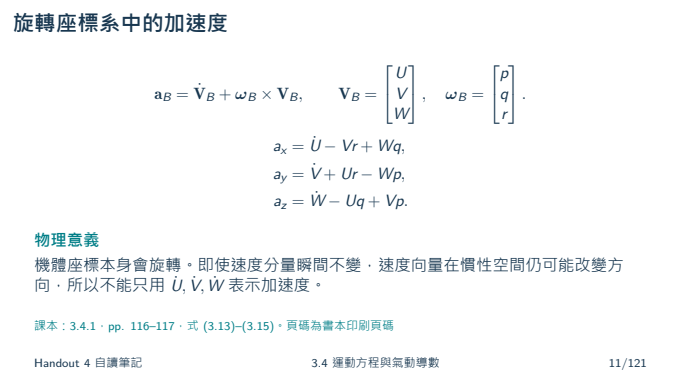 旋轉座標系中的加速度
a_B = V̇_B + ω_B × V_B, V_B = [U V W], ω_B = [p q r].
a_x = U̇ − Vr + Wq,
a_y = V̇ + Ur − Wp,
a_z = Ẇ − Uq + Vp.
物理意義
機體座標本身會旋轉。即使速度分量瞬間不變，速度向量在慣性空間仍可能改變方
向，所以不能只用 U̇, V̇, Ẇ 表示加速度。
課本：3.4.1，pp. 116–117，式 (3.13)–(3.15)。頁碼為書本印刷頁碼
Handout 4 自讀筆記
3.4 運動方程與氣動導數
11/121